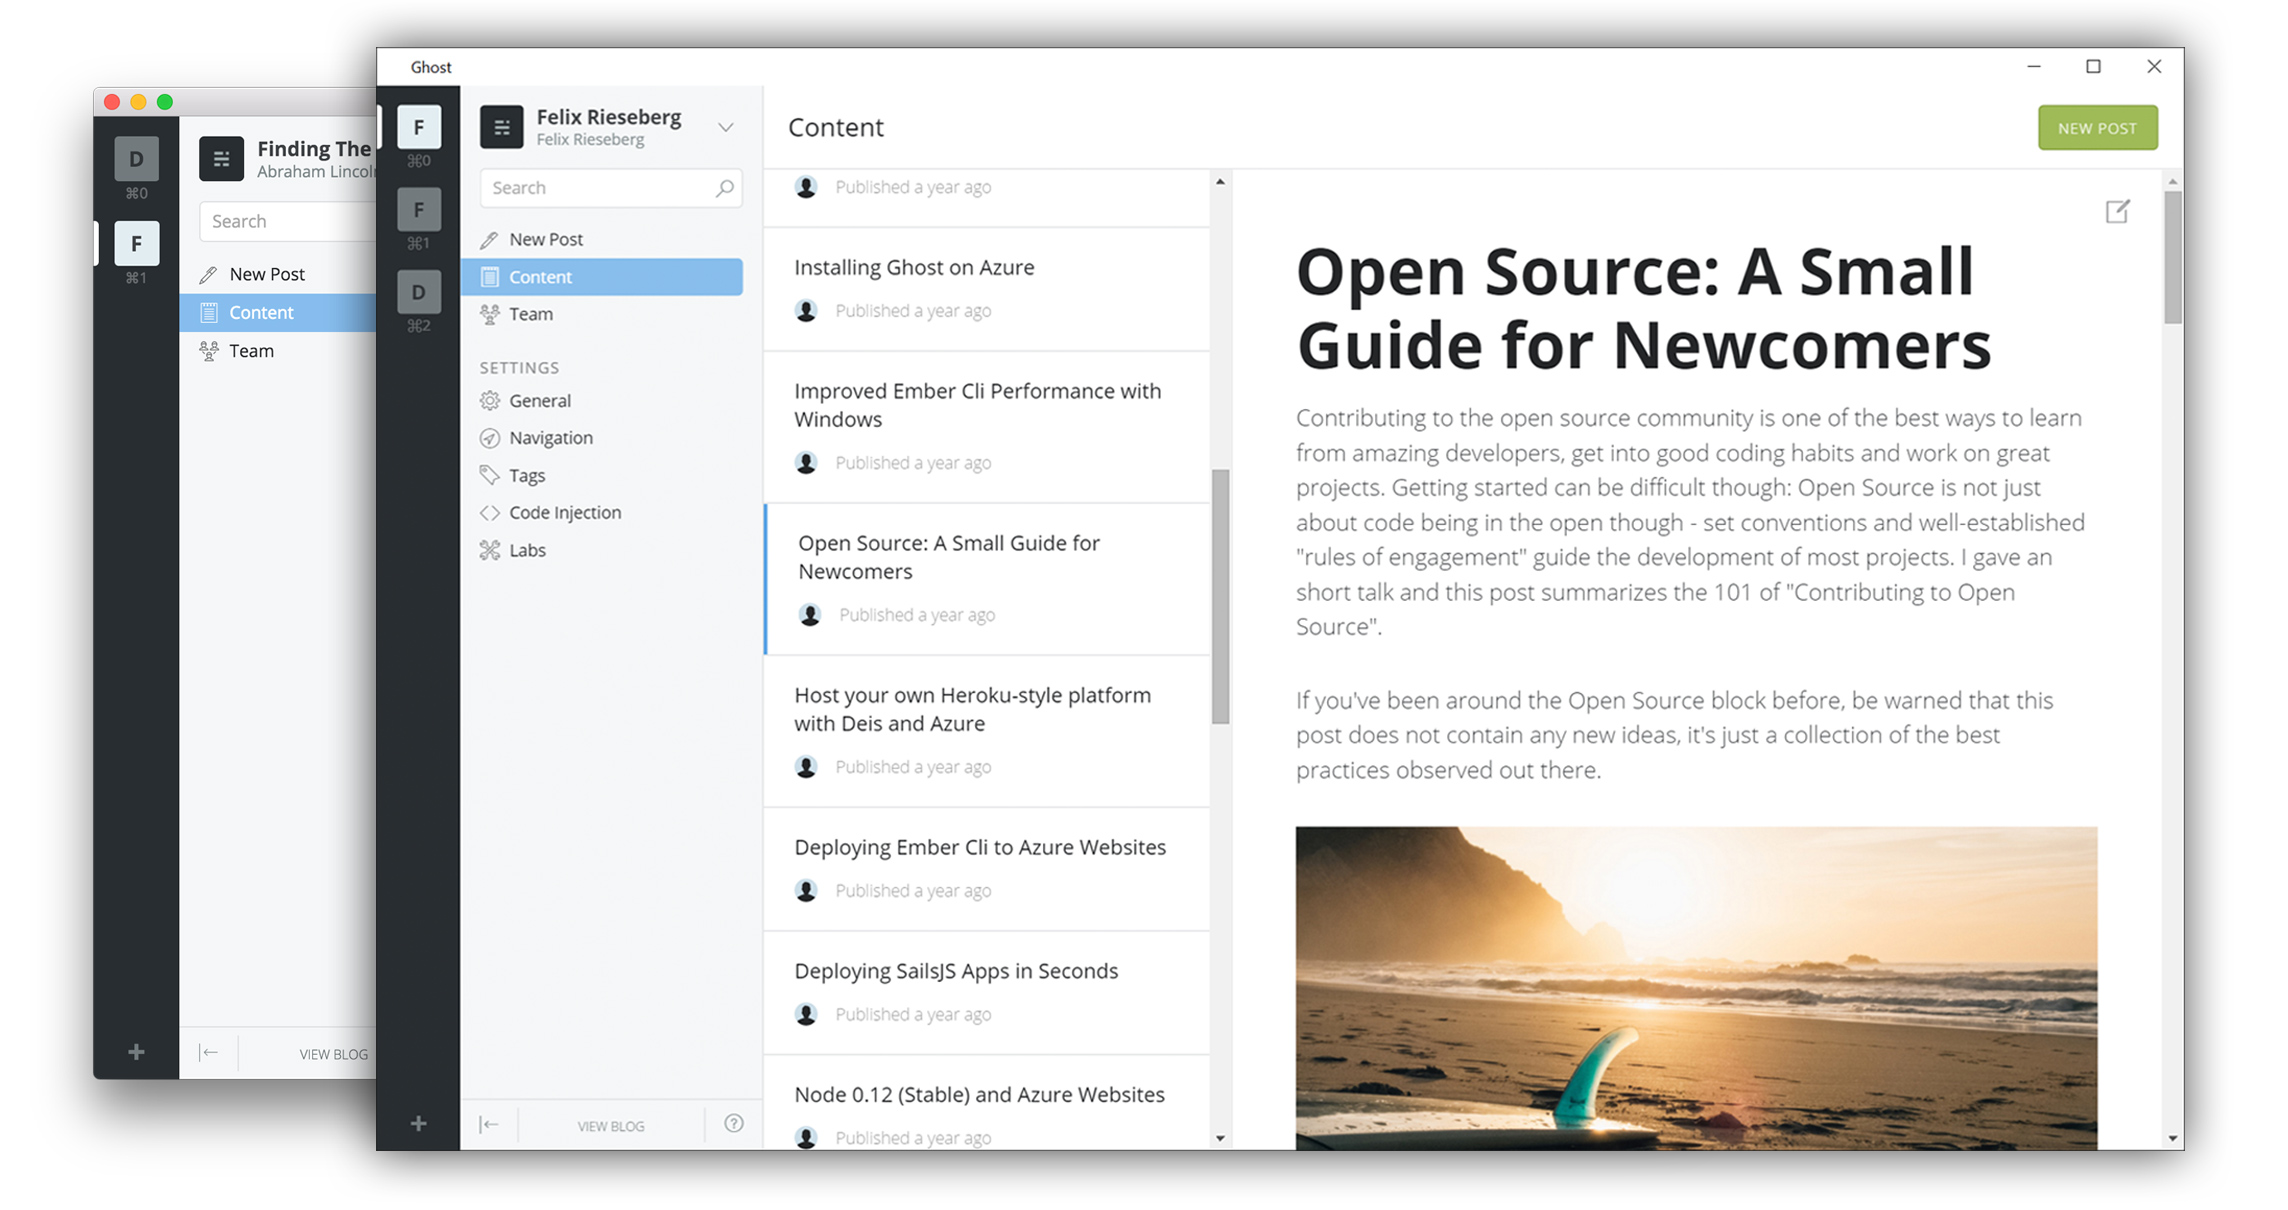 D
⌘0
F
⌘1
Finding The
Abraham Lincoln
Search
New Post
Content
Team
VIEW BLOG
Ghost
F
⌘0
F
⌘1
D
⌘2
Felix Rieseberg
Felix Rieseberg
Search
New Post
Content
Team
SETTINGS
General
Navigation
Tags
Code Injection
Labs
VIEW BLOG
Content
NEW POST
Published a year ago
Installing Ghost on Azure
Published a year ago
Improved Ember Cli Performance with
Windows
Published a year ago
Open Source: A Small Guide for
Newcomers
Published a year ago
Host your own Heroku-style platform
with Deis and Azure
Published a year ago
Deploying Ember Cli to Azure Websites
Published a year ago
Deploying SailsJS Apps in Seconds
Published a year ago
Node 0.12 (Stable) and Azure Websites
Published a year ago
Open Source: A Small
Guide for Newcomers
Contributing to the open source community is one of the best ways to learn
from amazing developers, get into good coding habits and work on great
projects. Getting started can be difficult though: Open Source is not just
about code being in the open though - set conventions and well-established
"rules of engagement" guide the development of most projects. I gave an
short talk and this post summarizes the 101 of "Contributing to Open
Source".
If you've been around the Open Source block before, be warned that this
post does not contain any new ideas, it's just a collection of the best
practices observed out there.